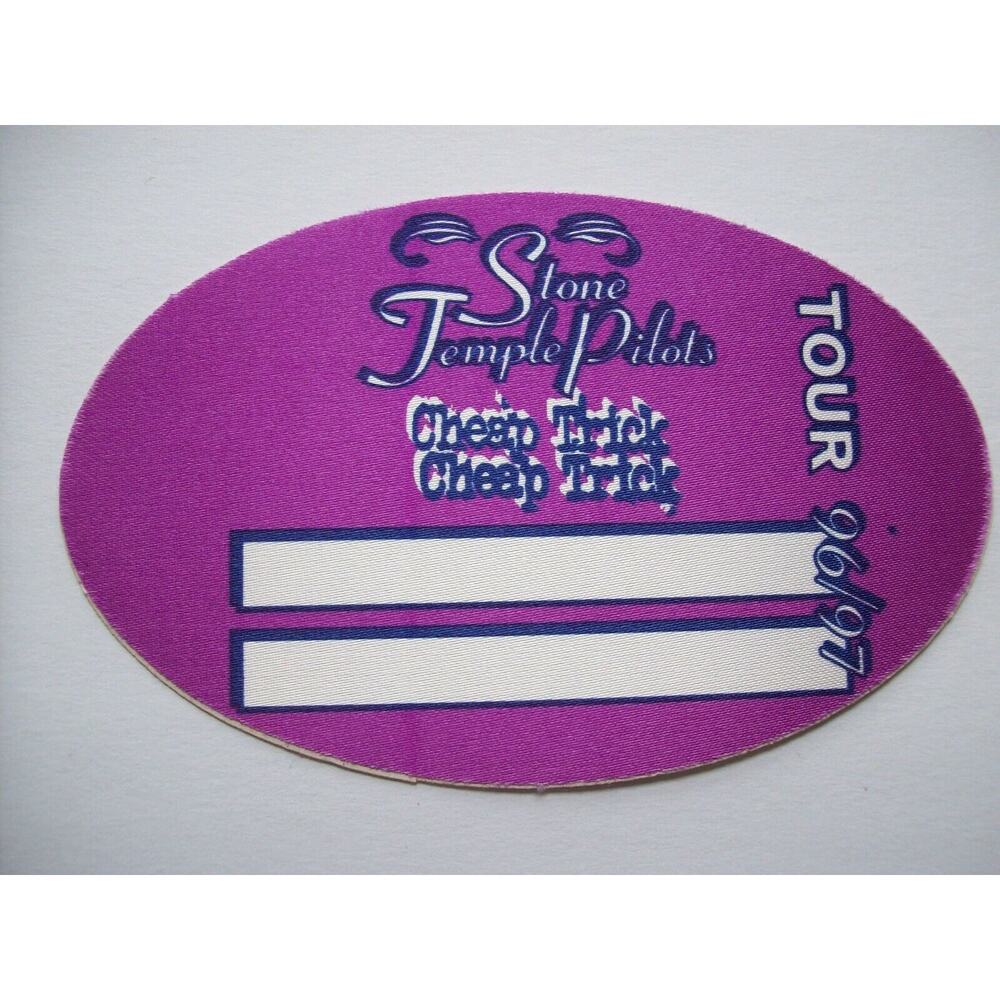 Stone
Temple Pilots
Cheap Trick
Cheap Trick
TOUR 96/97